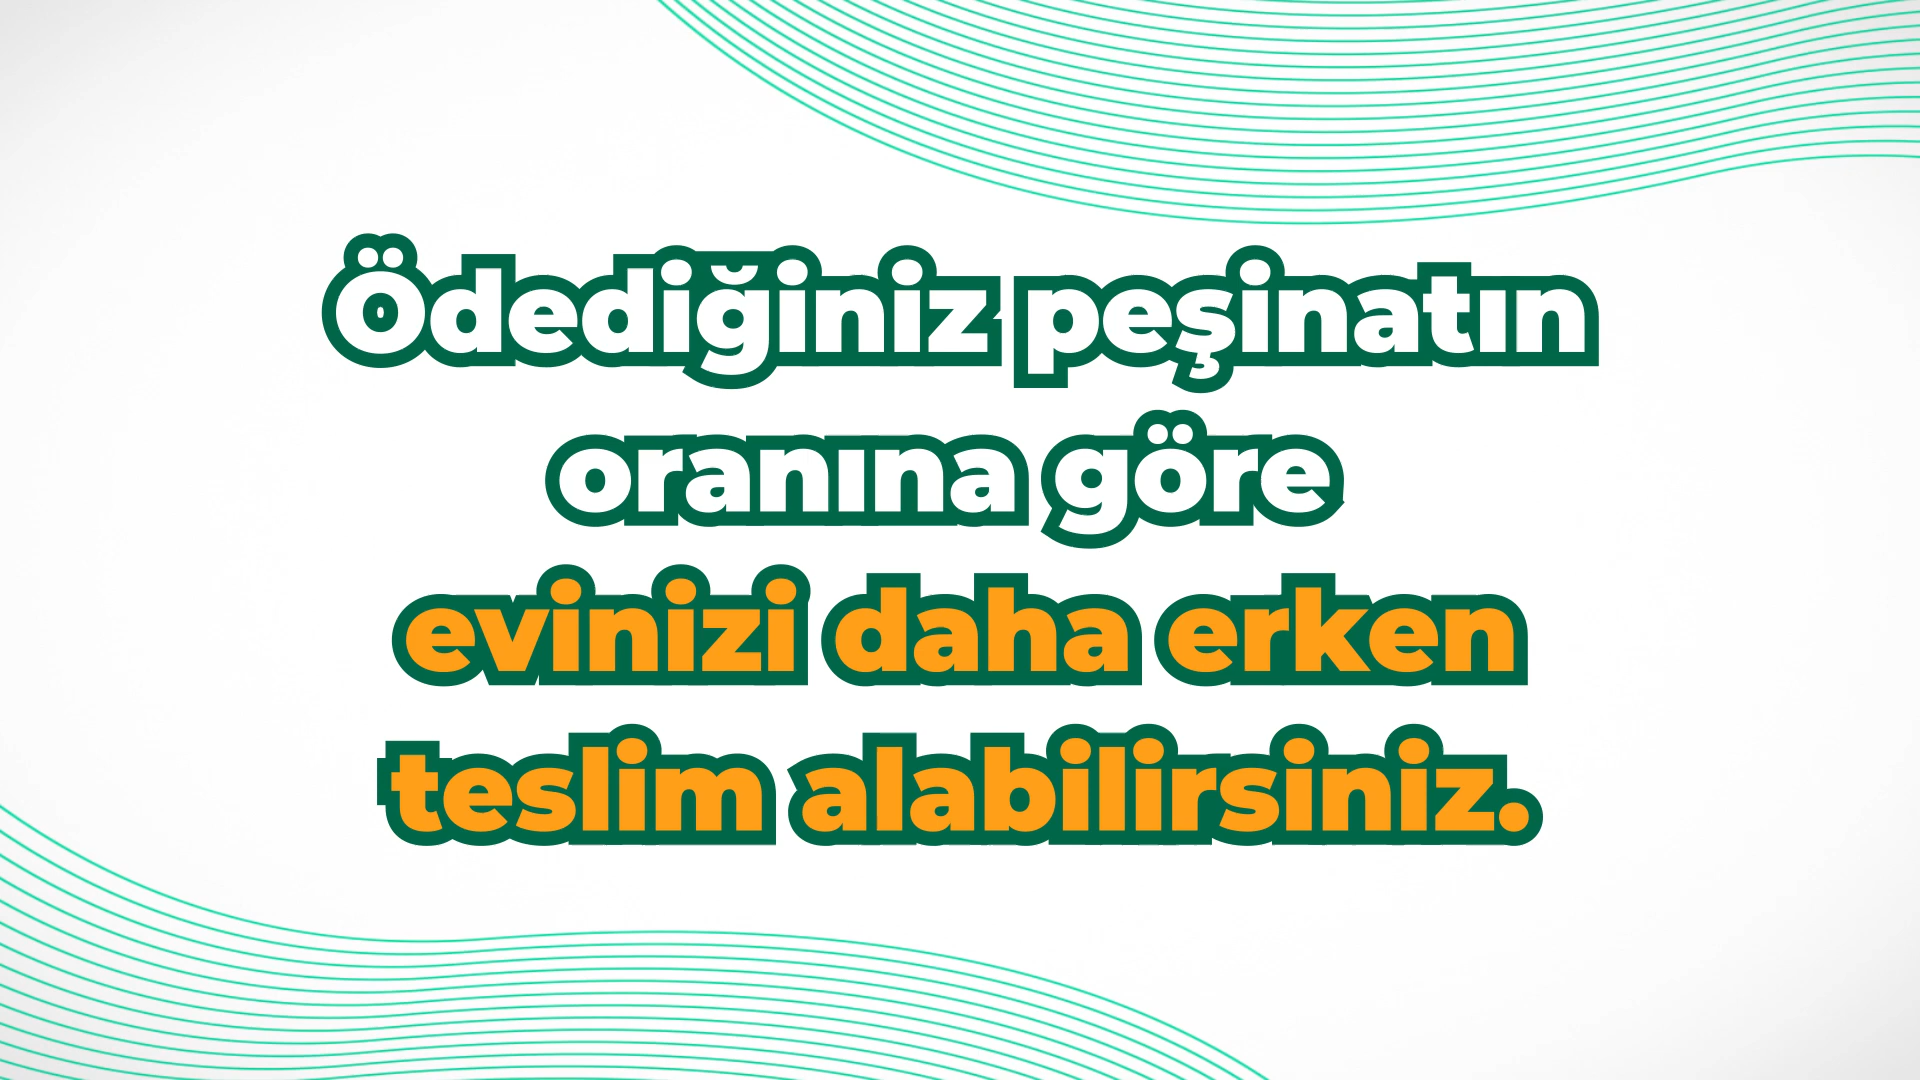 Ödediğiniz peşinatın
oranına göre
evinizi daha erken
teslim alabilirsiniz.